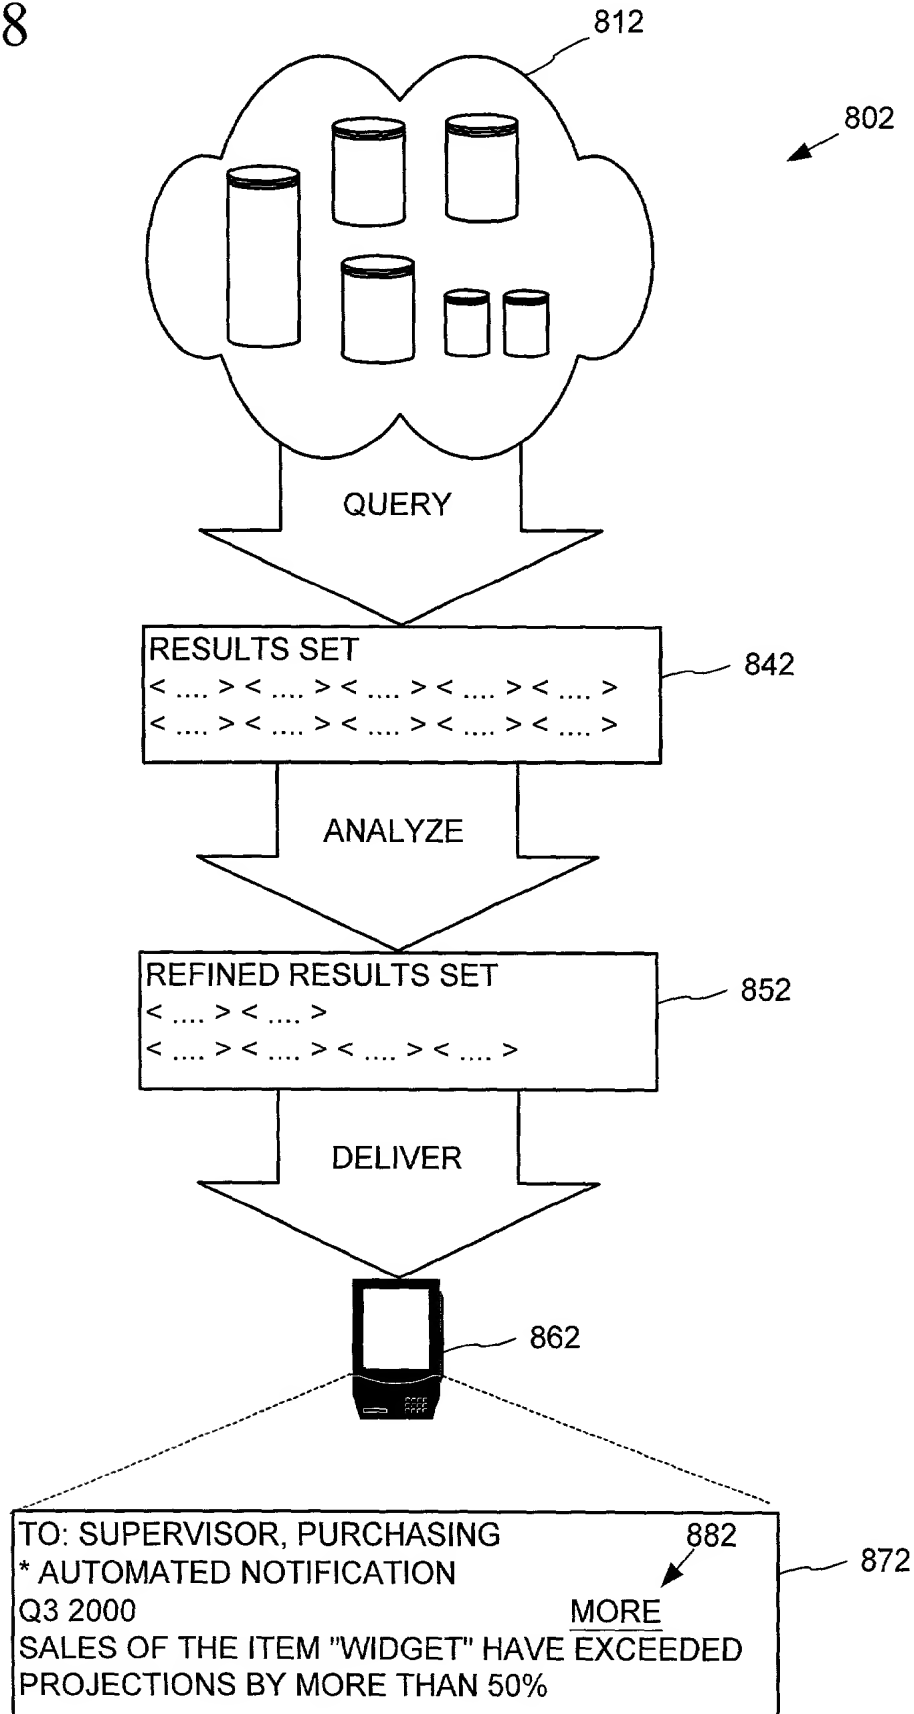 8
812
802
QUERY
RESULTS SET
842
< .... > < .... > < .... > < .... > < .... >
< .... > < .... > < .... > < .... > < .... >
ANALYZE
REFINED RESULTS SET
852
< .... > < .... >
< .... > < .... > < .... > < .... >
DELIVER
862
TO: SUPERVISOR, PURCHASING
882
* AUTOMATED NOTIFICATION
872
Q3 2000 MORE
SALES OF THE ITEM "WIDGET" HAVE EXCEEDED
PROJECTIONS BY MORE THAN 50%